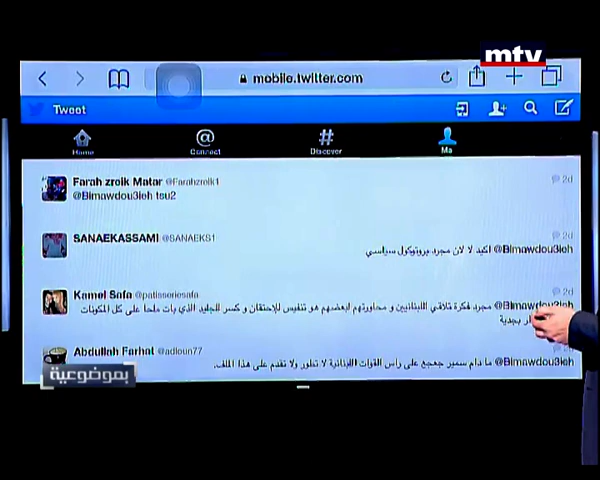 mtv
mobile.twitter.com
Tweet
Home
Connect
Discover
Me
Farah zreik Matar @Farahzreik1
2d
@Bimawdou3ieh tsu2
SANAEKASSAMI @SANAEKS1
2d
@Bimawdou3ieh اكيد لا لان مجرد بروتوكول سياسي
Kamel Safa @patisseriesafa
2d
@Bimawdou3ieh مجرد فكرة تلاقي اللبنانيين و محاورتهم لبعضهم هو تنفيس للإحتقان و كسر للجليد الذي بات ملحا على كل المكونات
بجدية
Abdullah Farhat @adloun77
@Bimawdou3ieh ما دام سمير جعجع على راس القوات اللبنانية لا تطور ولا تقدم على هذا الملف.
بموضوعية